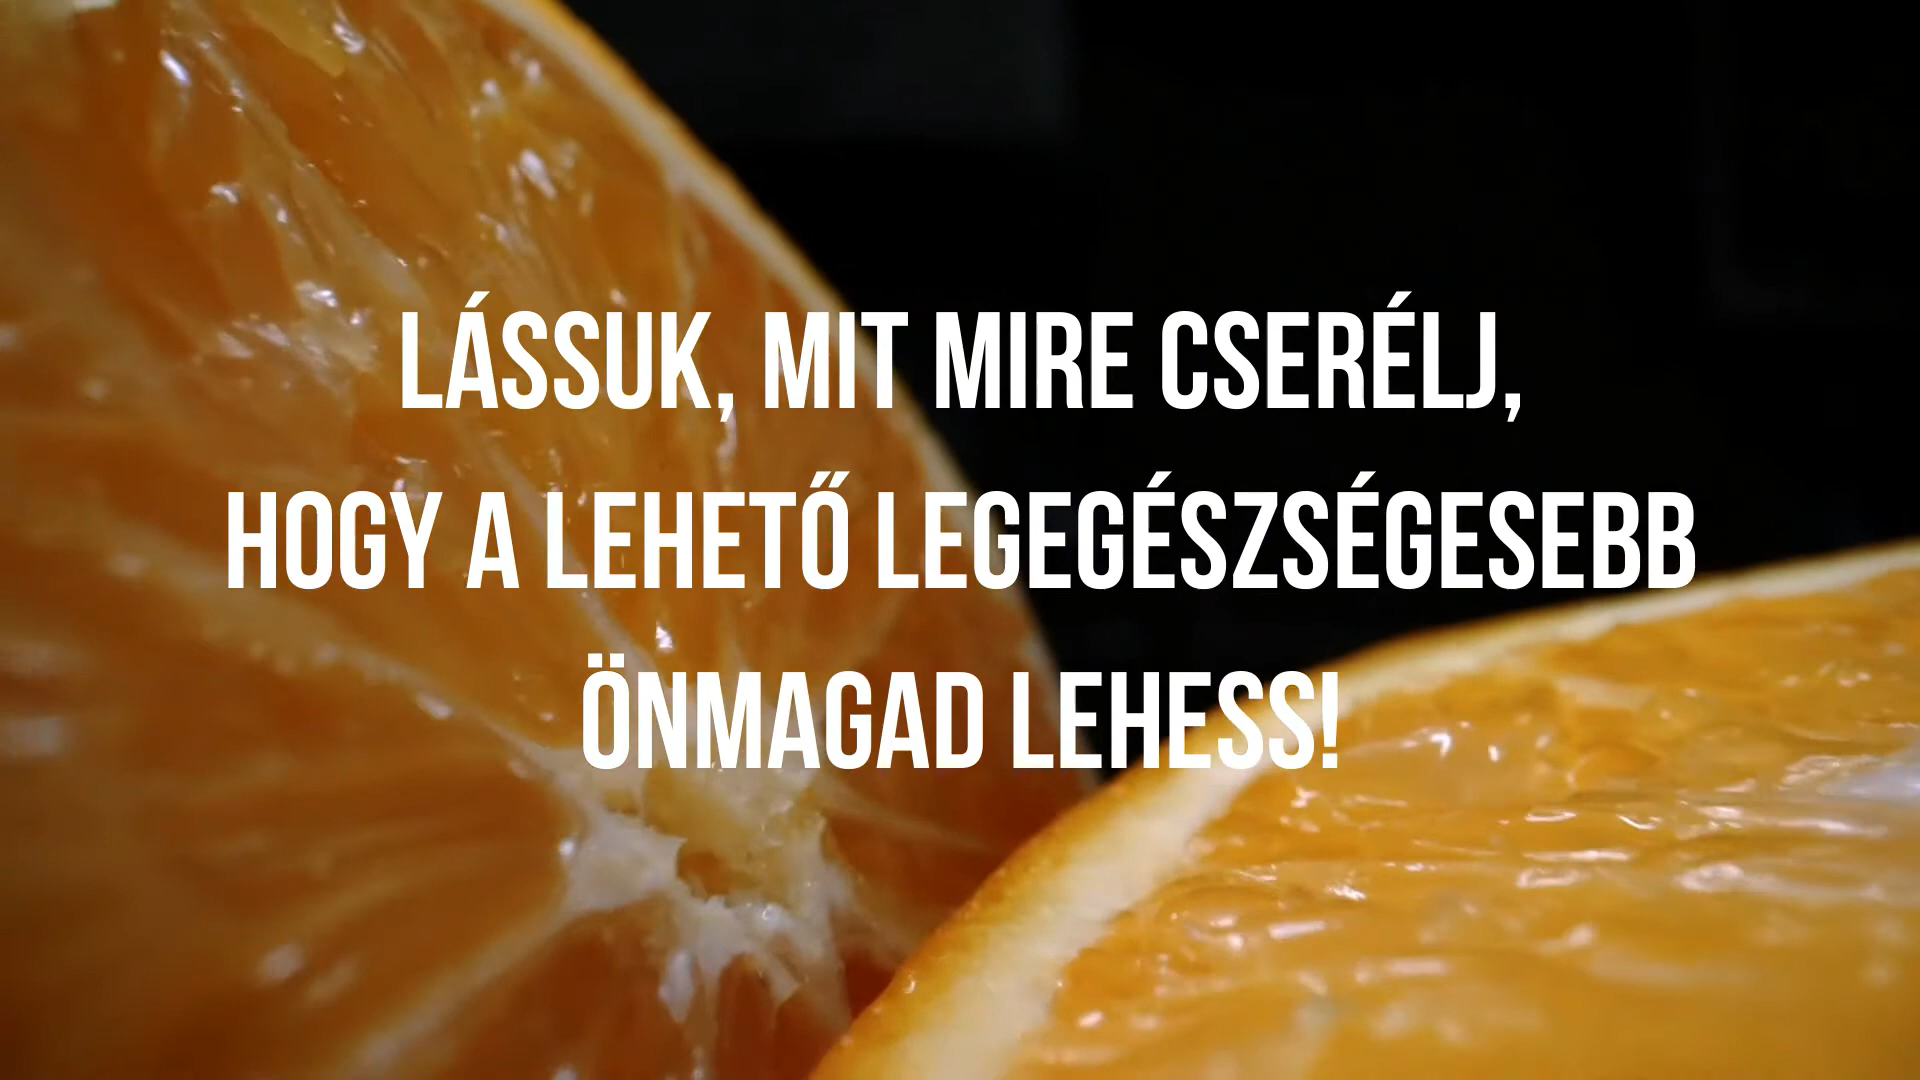 LÁSSUK, MIT MIRE CSERÉLJ,
HOGY A LEHETŐ LEGEGÉSZSÉGESEBB
ÖNMAGAD LEHESS!